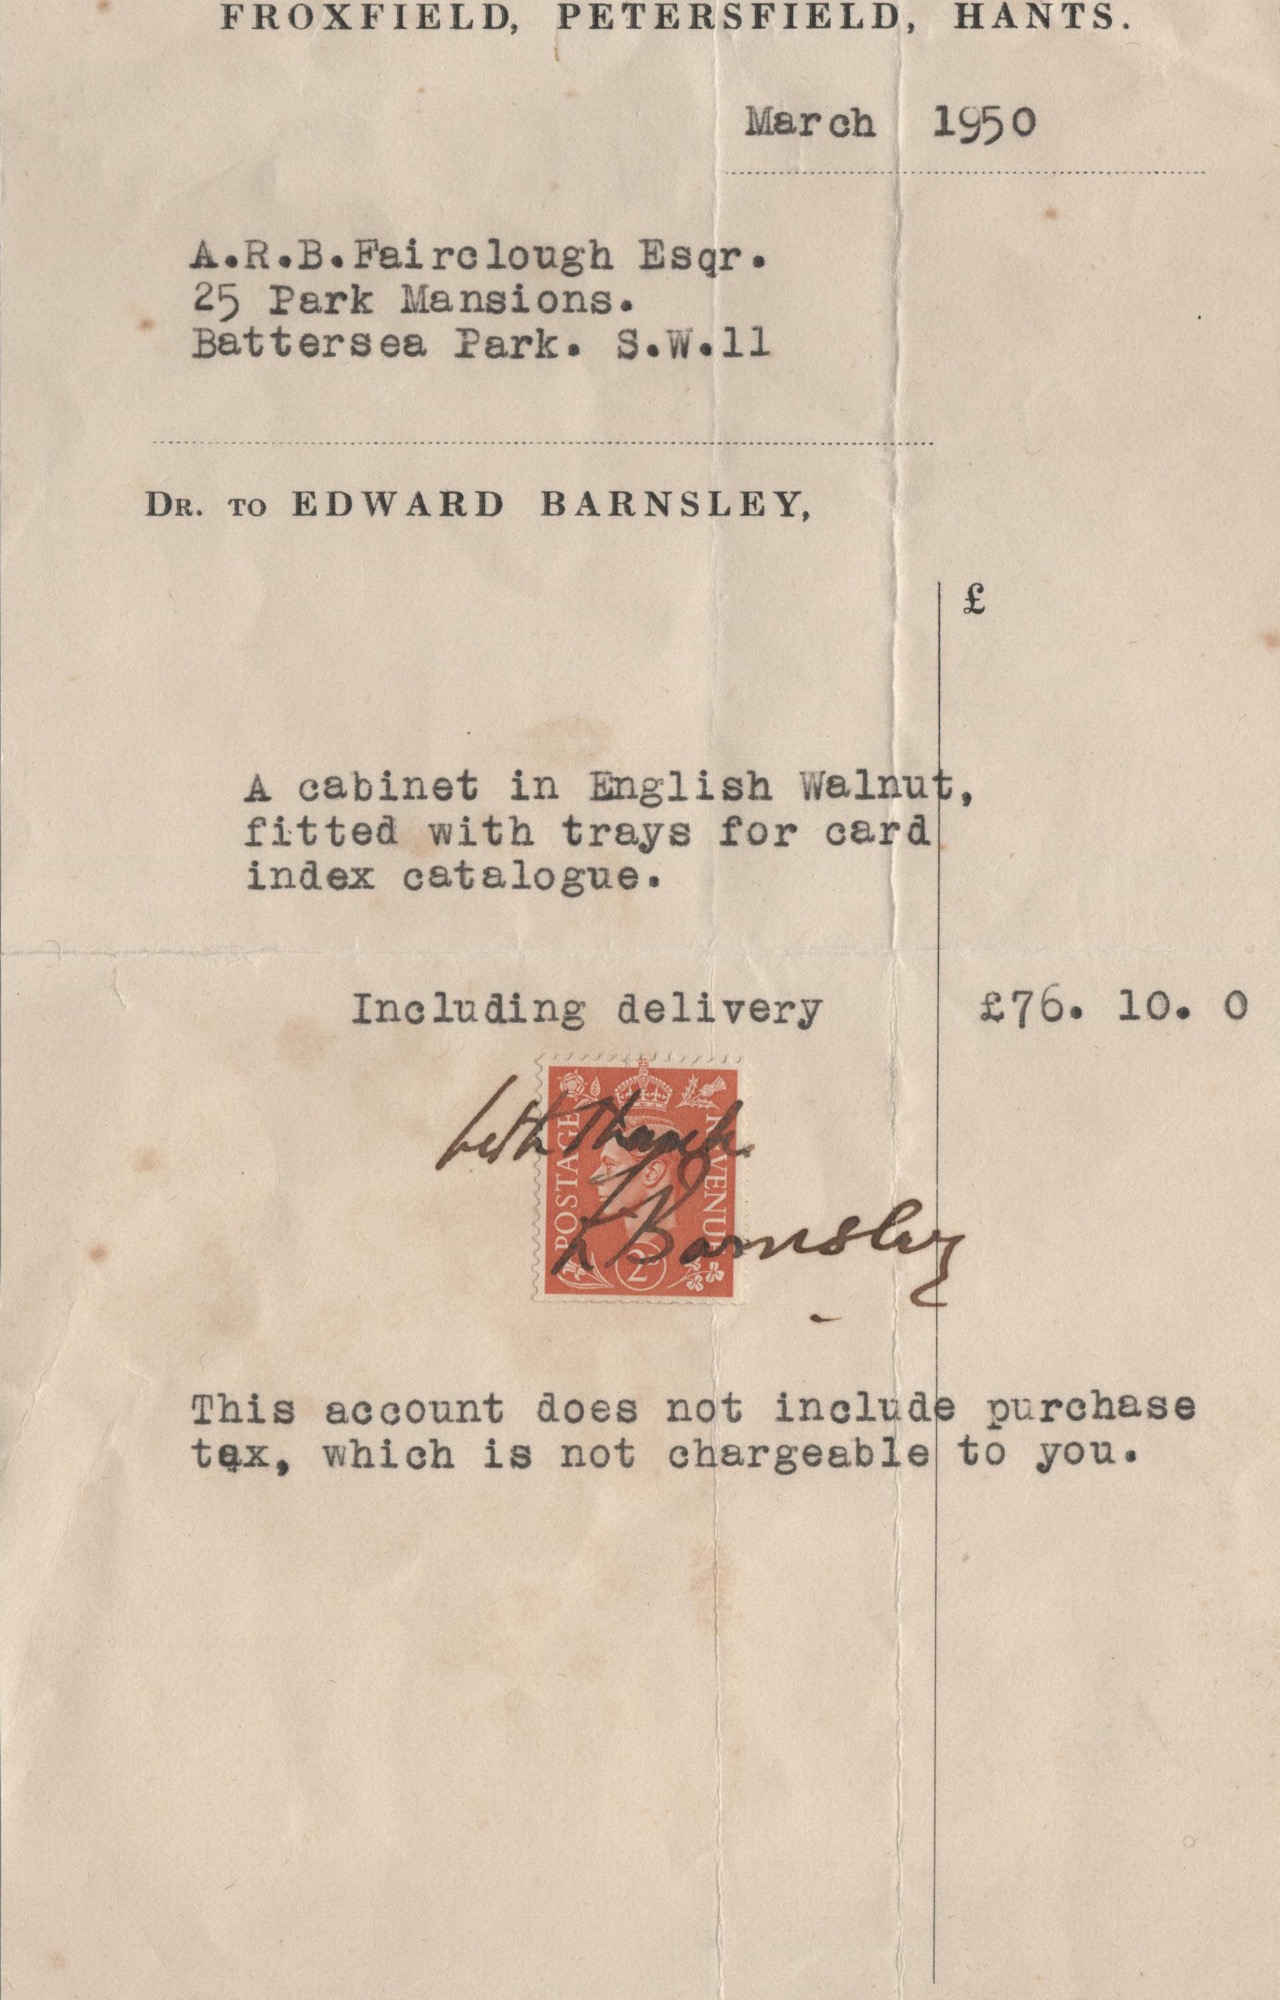 FROXFIELD, PETERSFIELD, HANTS.
March 1950
A.R.B.Fairclough Esqr.
25 Park Mansions.
Battersea Park. S.W.11
DR. TO EDWARD BARNSLEY,
£
A cabinet in English Walnut,
fitted with trays for card
index catalogue.
Including delivery £76. 10. 0
With thanks
POSTAGE REVENUE
E Barnsley
2D
This account does not include purchase
tax, which is not chargeable to you.